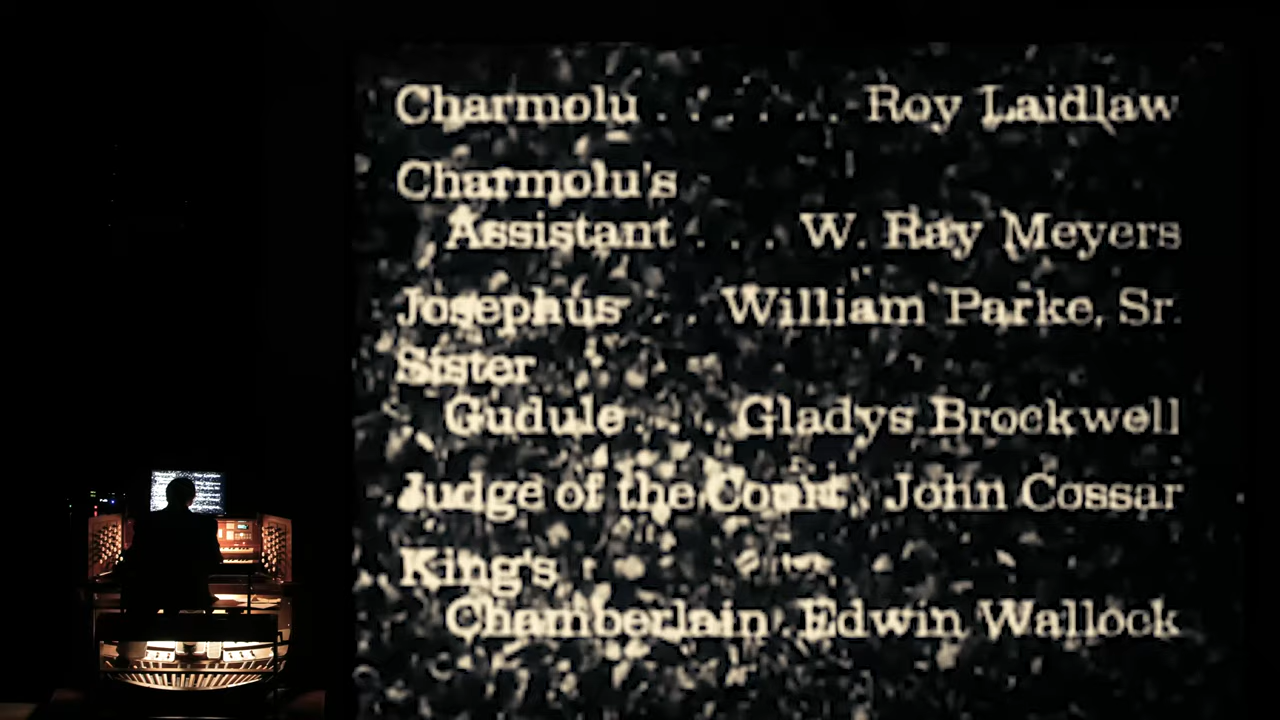 Charmolu . . . . . . Roy Laidlaw
Charmolu's
Assistant . . . W. Ray Meyers
Josephus . . William Parke, Sr.
Sister
Gudule . . . Gladys Brockwell
Judge of the Court . John Cossar
King's
Chamberlain . Edwin Wallock